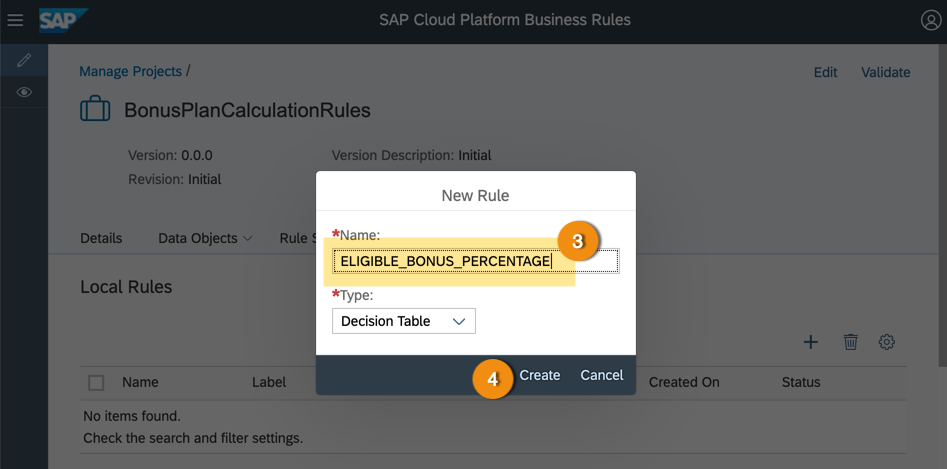 SAP
SAP Cloud Platform Business Rules
Manage Projects /
Edit
Validate
BonusPlanCalculationRules
Version: 0.0.0
Version Description: Initial
Revision: Initial
New Rule
Details
Data Objects
Rule S
*Name:
3
ELIGIBLE_BONUS_PERCENTAGE
Local Rules
*Type:
Decision Table
4
Create
Cancel
Name
Label
Created On
Status
No items found.
Check the search and filter settings.